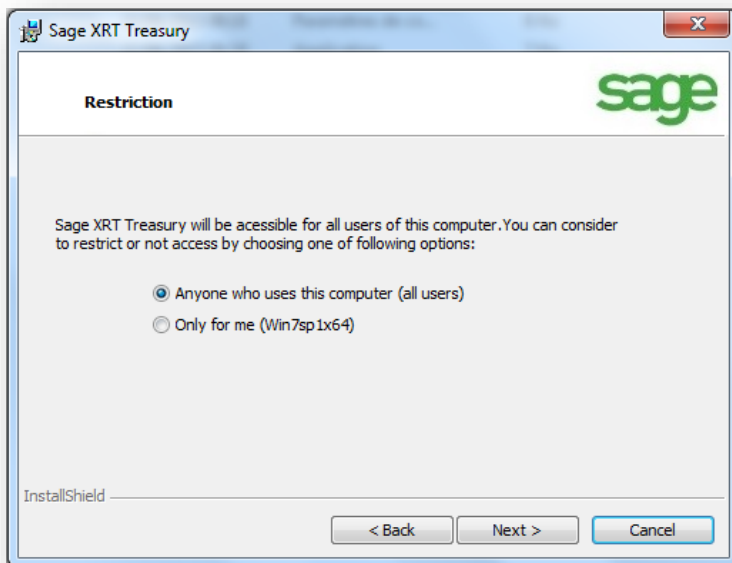 Sage XRT Treasury
Restriction
sage
Sage XRT Treasury will be acessible for all users of this computer.You can consider
to restrict or not access by choosing one of following options:
Anyone who uses this computer (all users)
Only for me (Win7sp1x64)
InstallShield
< Back
Next >
Cancel